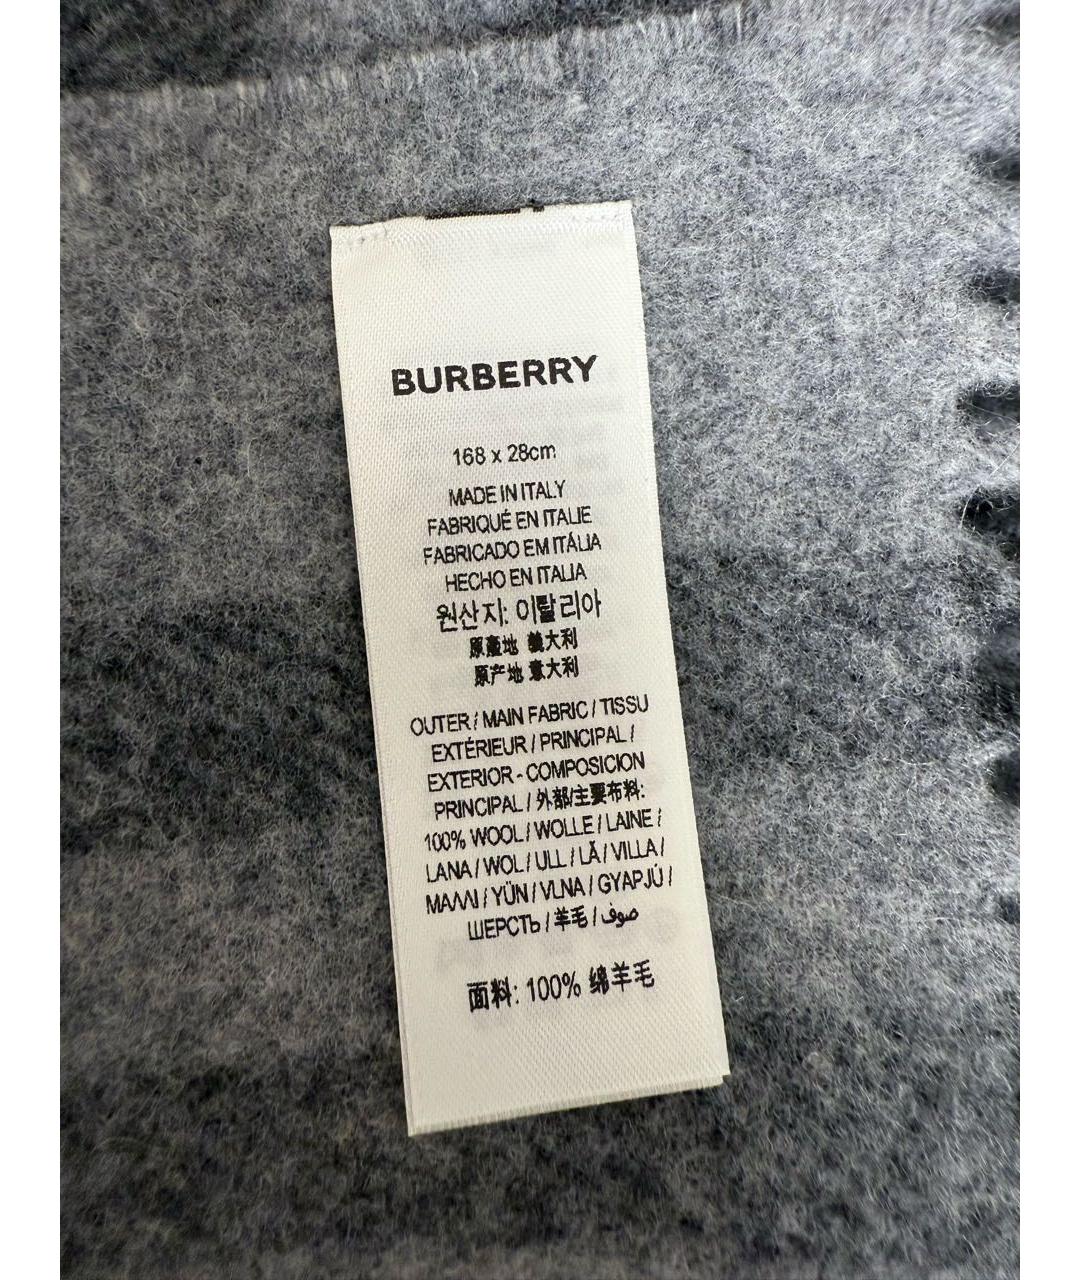 BURBERRY
168 x 28cm
MADE IN ITALY
FABRIQUÉ EN ITALIE
FABRICADO EM ITÁLIA
HECHO EN ITALIA
원산지: 이탈리아
原產地 義大利
原产地 意大利
OUTER / MAIN FABRIC / TISSU
EXTÉRIEUR / PRINCIPAL /
EXTERIOR - COMPOSICION
PRINCIPAL / 外部/主要布料:
100% WOOL / WOLLE / LAINE /
LANA / WOL / ULL / LÃ / VILLA /
ΜΑΛΛΙ / YÜN / VLNA / GYAPJÚ /
ШЕРСТЬ / 羊毛 / صوف
面料: 100% 绵羊毛